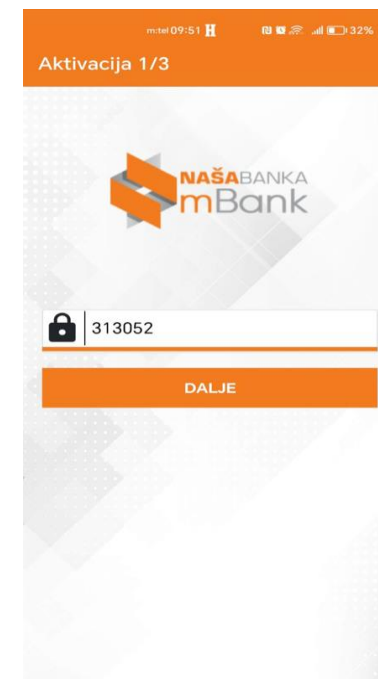 m:tel 09:51 H 32%
Aktivacija 1/3
NAŠABANKA
mBank
313052
DALJE